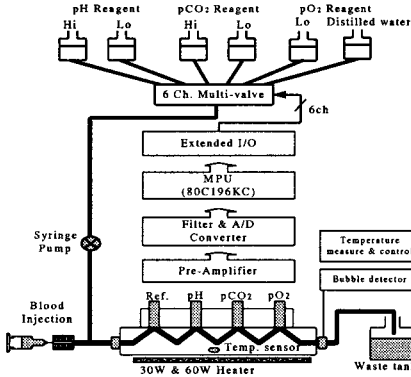 pH Reagent pCO2 Reagent pO2 Reagent
Hi Lo Hi Lo Lo Distilled water
6 Ch. Multi-valve
6ch
Extended I/O
MPU
(80C196KC)
Filter & A/D
Converter
Pre-Amplifier
Syringe
Pump
Temperature
measure & control
Bubble detector
Blood
Injection
Ref. pH pCO2 pO2
Temp. sensor
30W & 60W Heater
Waste tan